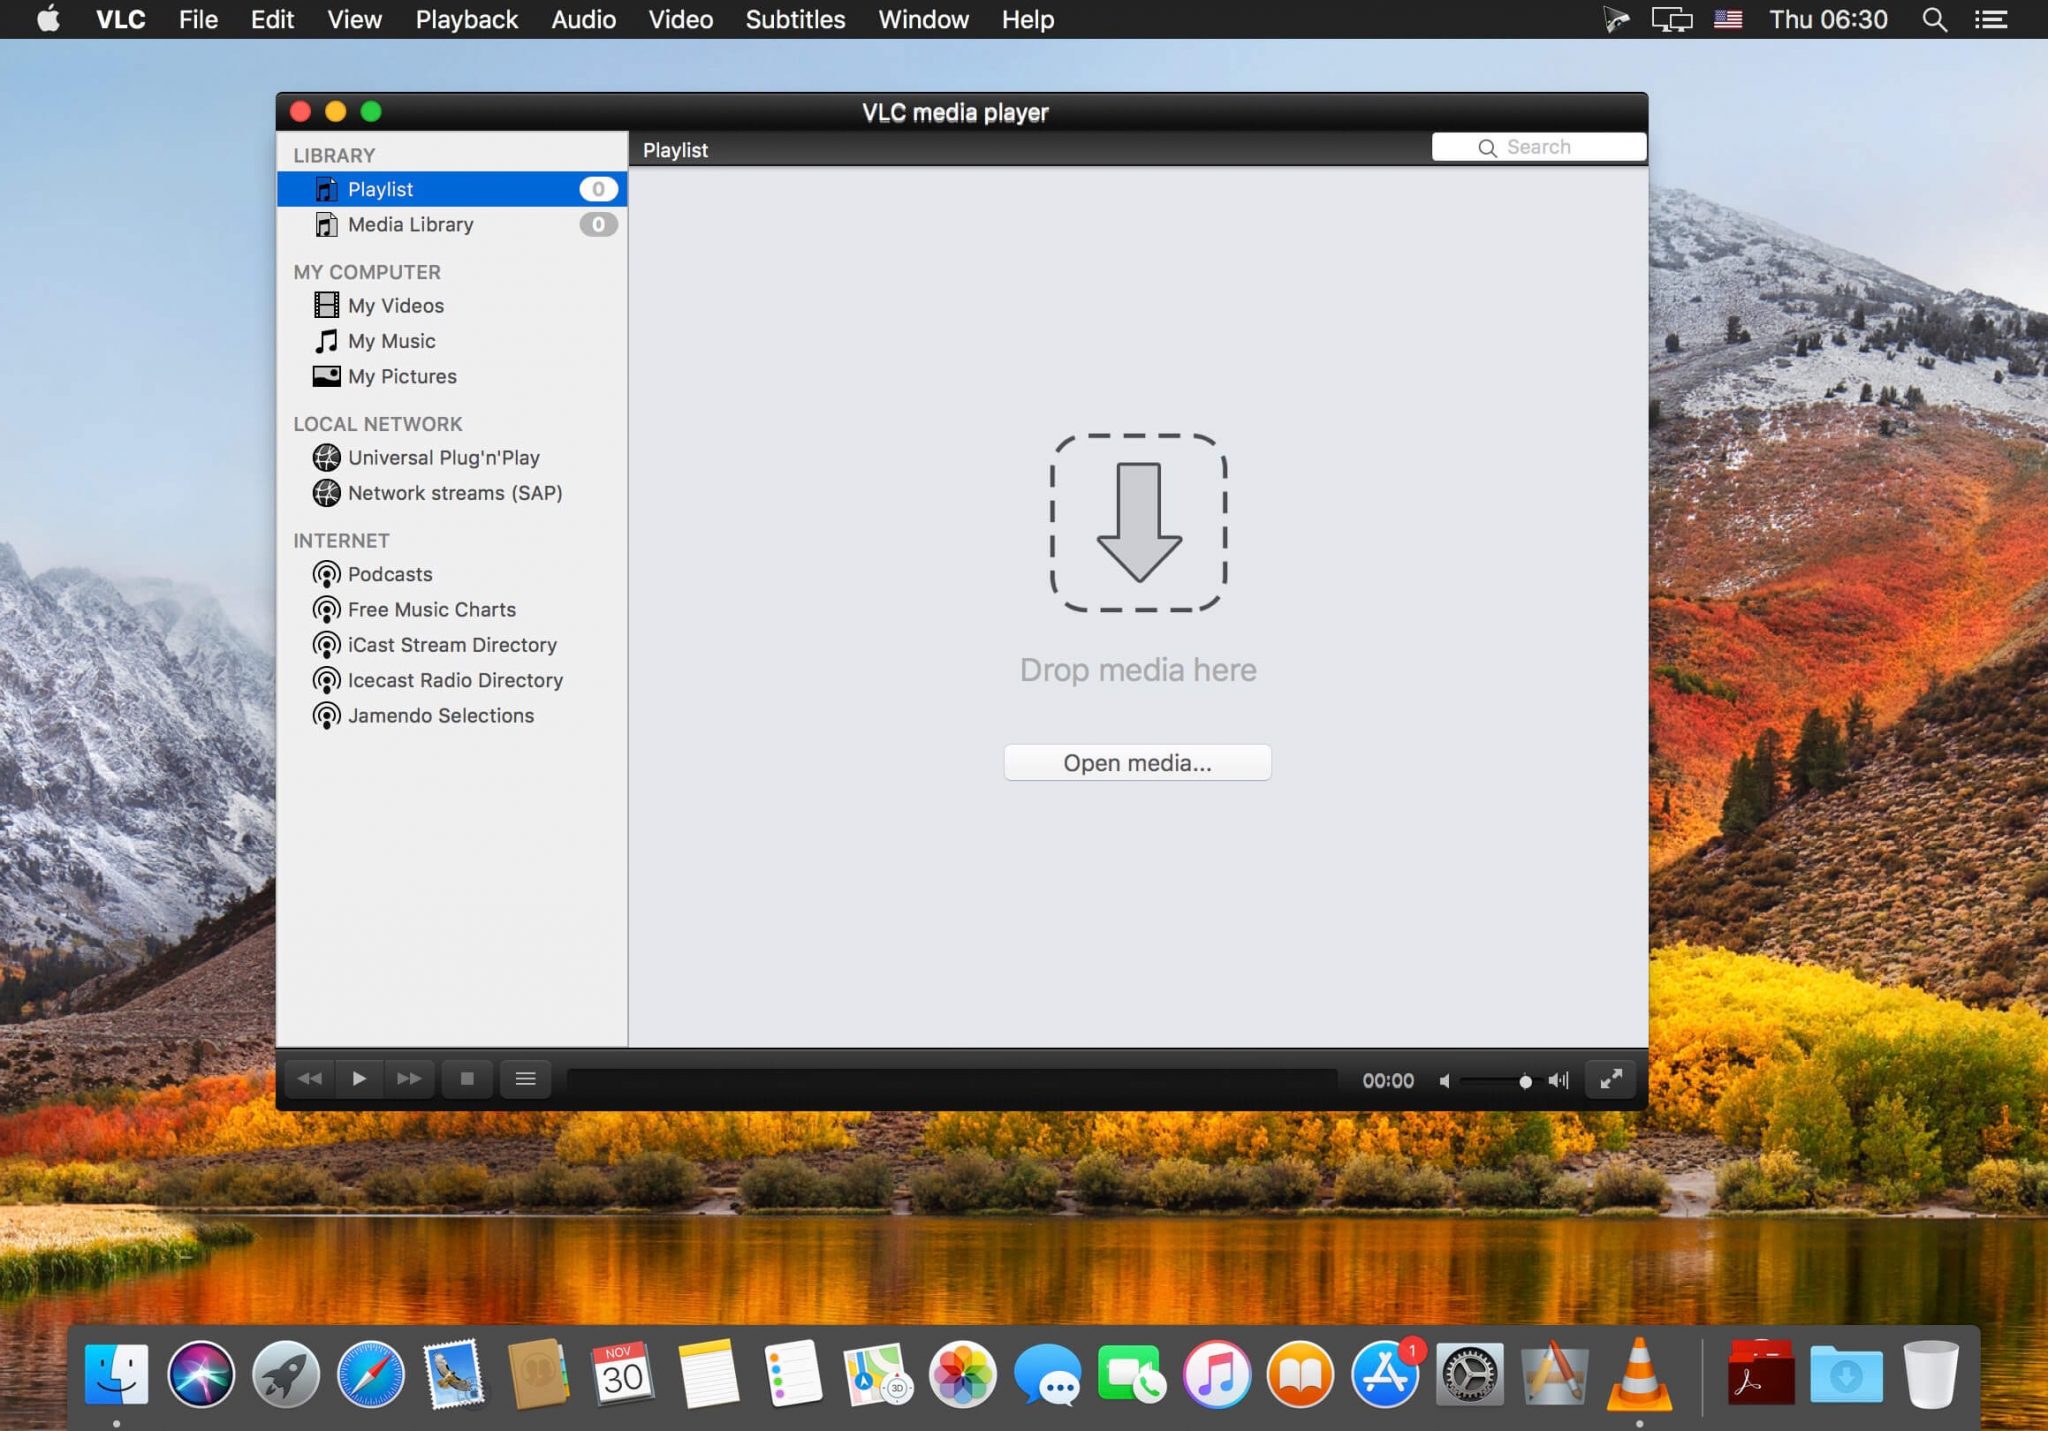 VLC File Edit View Playback Audio Video Subtitles Window Help Thu 06:30
VLC media player
LIBRARY
Playlist 0
Media Library 0
MY COMPUTER
My Videos
My Music
My Pictures
LOCAL NETWORK
Universal Plug'n'Play
Network streams (SAP)
INTERNET
Podcasts
Free Music Charts
iCast Stream Directory
Icecast Radio Directory
Jamendo Selections
Playlist
Search
Drop media here
Open media...
00:00
NOV
30
3D
1